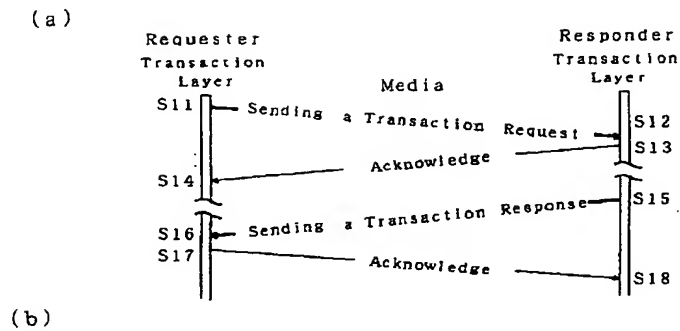 (a)
Requester
Transaction
Layer
Media
Responder
Transaction
Layer
S11
Sending a Transaction Request
S12
S13
Acknowledge
S14
S15
Sending a Transaction Response
S16
S17
Acknowledge
S18
(b)